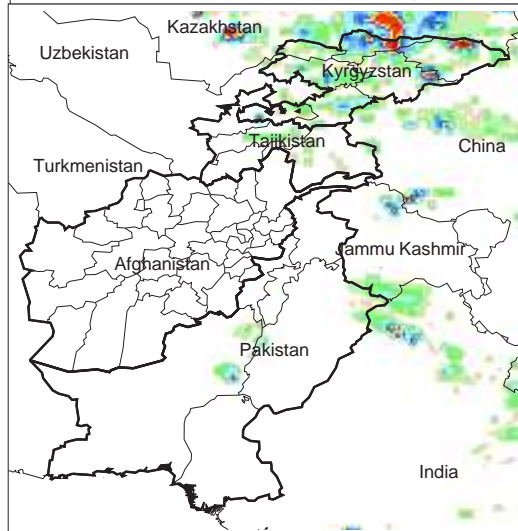 Kazakhstan
Uzbekistan
Kyrgyzstan
Tajikistan
China
Turkmenistan
Jammu Kashmir
Afghanistan
Pakistan
India